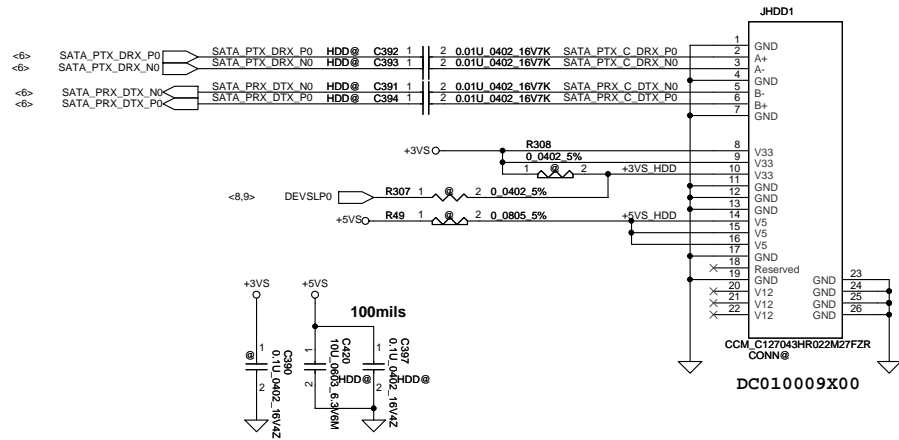 JHDD1
<6> SATA_PTX_DRX_P0 SATA_PTX_DRX_P0 HDD@ C392 1 2 0.01U_0402_16V7K SATA_PTX_C_DRX_P0
<6> SATA_PTX_DRX_N0 SATA_PTX_DRX_N0 HDD@ C393 1 2 0.01U_0402_16V7K SATA_PTX_C_DRX_N0
<6> SATA_PRX_DTX_N0 SATA_PRX_DTX_N0 HDD@ C391 1 2 0.01U_0402_16V7K SATA_PRX_C_DTX_N0
<6> SATA_PRX_DTX_P0 SATA_PRX_DTX_P0 HDD@ C394 1 2 0.01U_0402_16V7K SATA_PRX_C_DTX_P0
1 GND
2 A+
3 A-
4 GND
5 B-
6 B+
7 GND
8 V33
9 V33
10 V33
11 GND
12 GND
13 GND
14 V5
15 V5
16 V5
17 GND
18 Reserved
19 GND
20 V12
21 V12
22 V12
GND 23
GND 24
GND 25
GND 26
+3VS R308
0_0402_5%
1 @ 2 +3VS_HDD
<8,9> DEVSLP0 R307 1 @ 2 0_0402_5%
+5VS R49 1 @ 2 0_0805_5% +5VS_HDD
CCM_C127043HR022M27FZR
CONN@
DC010009X00
+3VS
@
1
2
C390
0.1U_0402_16V4Z
+5VS
100mils
1
2
C420
10U_0603_6.3V6M
HDD@
1
2
C397
0.1U_0402_16V4Z
HDD@